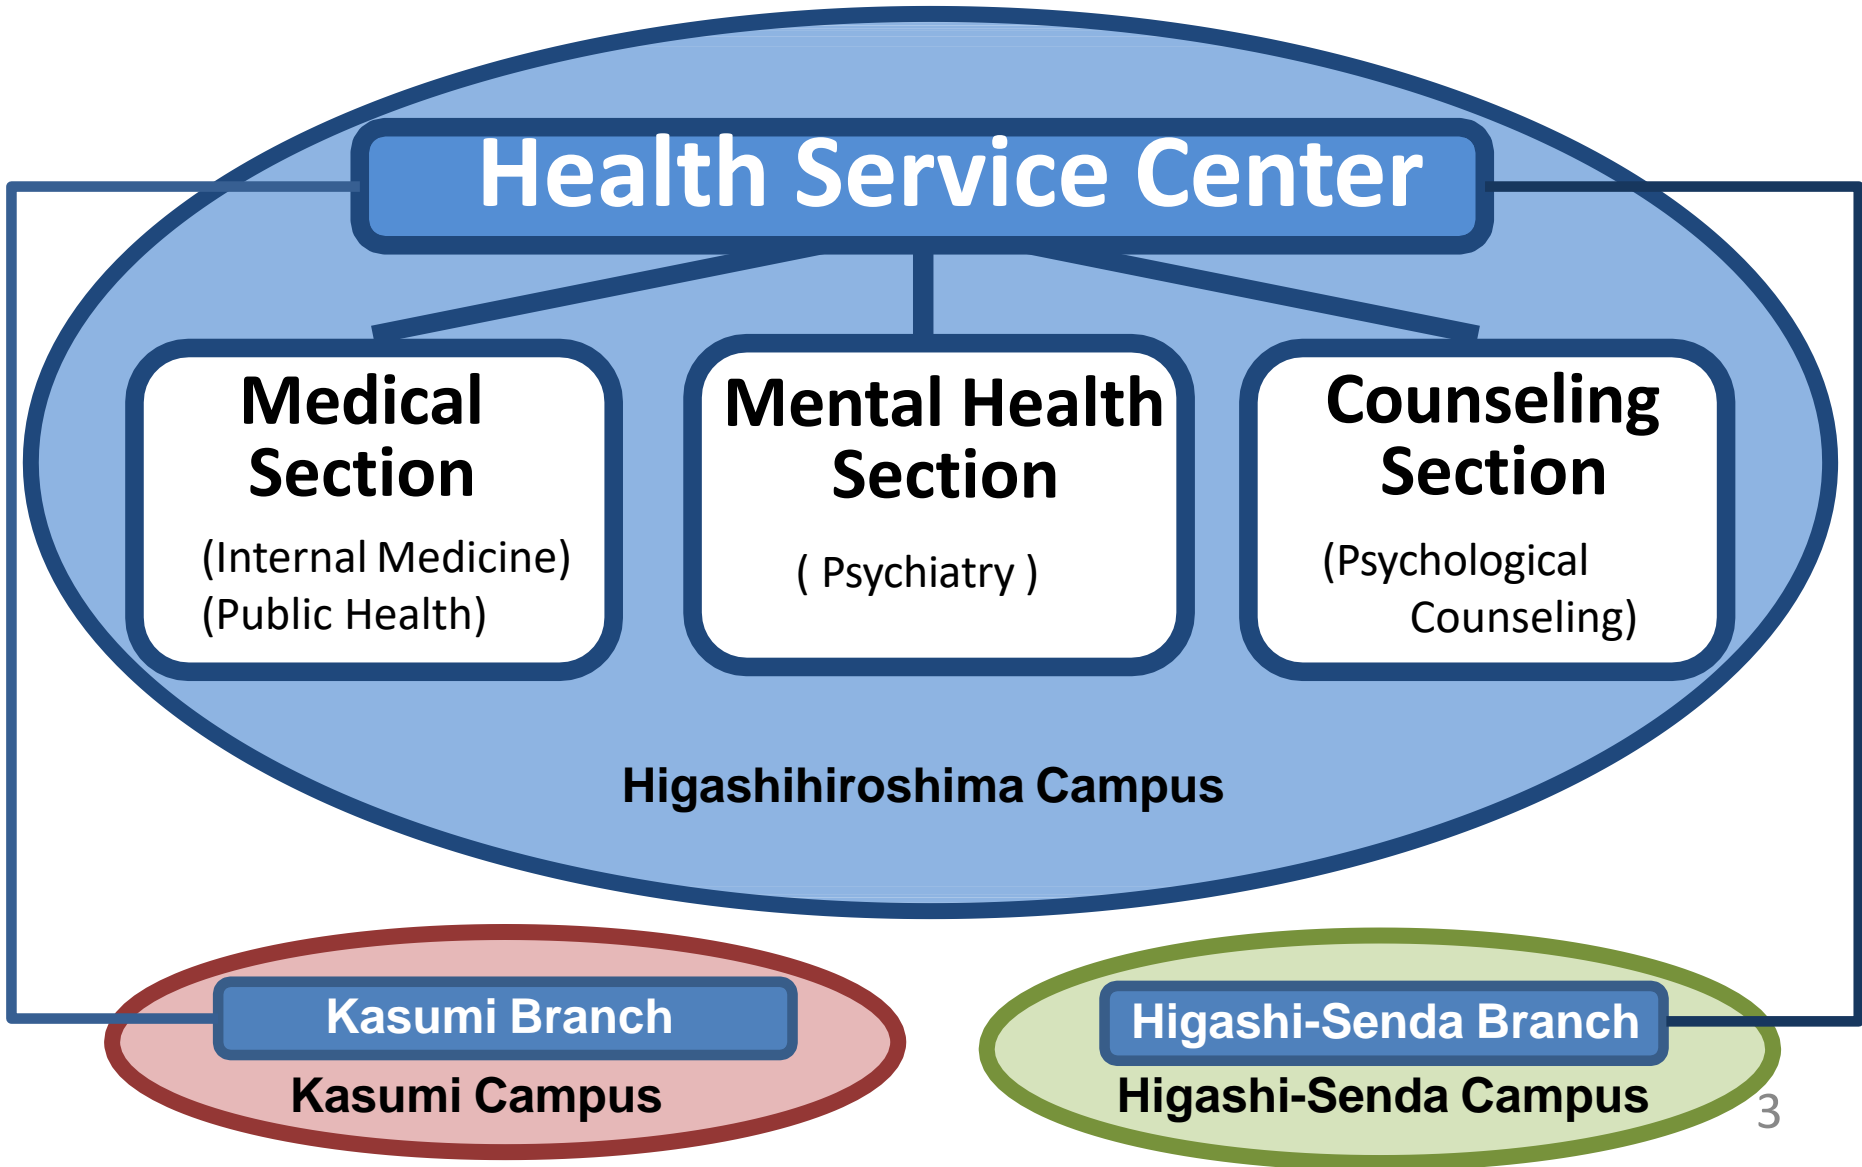 Health Service Center
Medical
Section
(Internal Medicine)
(Public Health)
Mental Health
Section
( Psychiatry )
Counseling
Section
(Psychological
Counseling)
Higashihiroshima Campus
Kasumi Branch
Kasumi Campus
Higashi-Senda Branch
Higashi-Senda Campus
3